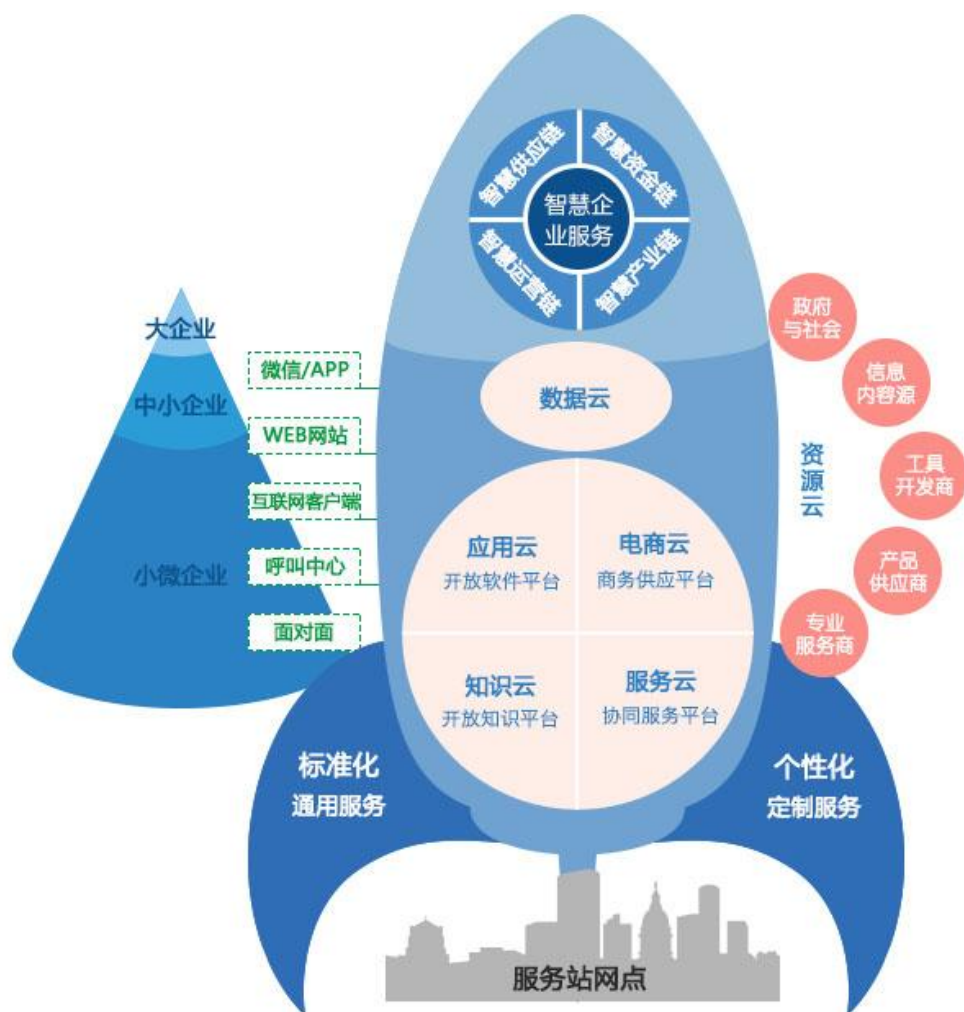 智慧供应链
智慧资金链
智慧企
业服务
智慧运营链
智慧产业链
大企业
中小企业
小微企业
微信/APP
WEB网站
互联网客户端
呼叫中心
面对面
数据云
应用云
开放软件平台
电商云
商务供应平台
知识云
开放知识平台
服务云
协同服务平台
资源云
政府
与社会
信息
内容源
工具
开发商
产品
供应商
专业
服务商
标准化
通用服务
个性化
定制服务
服务站网点